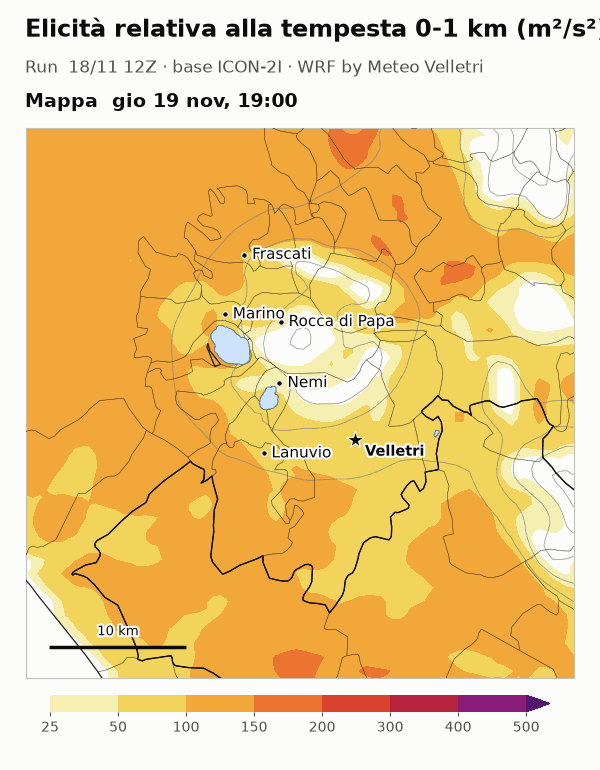 Elicità relativa alla tempesta 0-1 km (m²/s²)
Run 18/11 12Z · base ICON-2I · WRF by Meteo Velletri
Mappa gio 19 nov, 19:00
Frascati
Marino
Rocca di Papa
Nemi
Velletri
Lanuvio
10 km
25 50 100 150 200 300 400 500